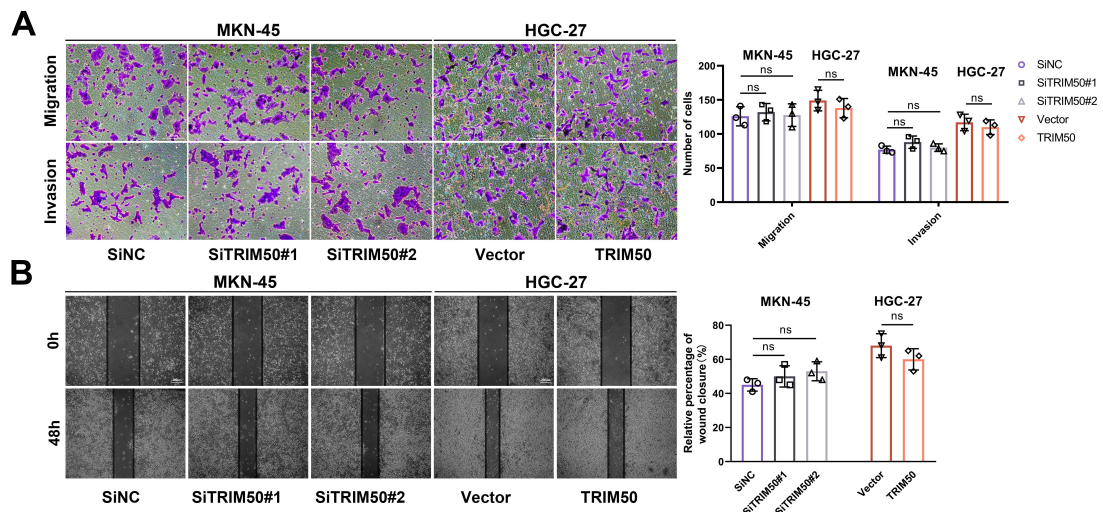 A
MKN-45 HGC-27
Migration
Invasion
SiNC SiTRIM50#1 SiTRIM50#2 Vector TRIM50
Number of cells
200
150
100
50
0
MKN-45 HGC-27
ns
ns
ns
MKN-45 HGC-27
ns
ns
ns
Migration Invasion
SiNC
SiTRIM50#1
SiTRIM50#2
Vector
TRIM50
B
MKN-45 HGC-27
0h
48h
SiNC SiTRIM50#1 SiTRIM50#2 Vector TRIM50
Relative percentage of
wound closure(%)
80
60
40
20
0
MKN-45 HGC-27
ns
ns
ns
SiNC SiTRIM50#1 SiTRIM50#2 Vector TRIM50